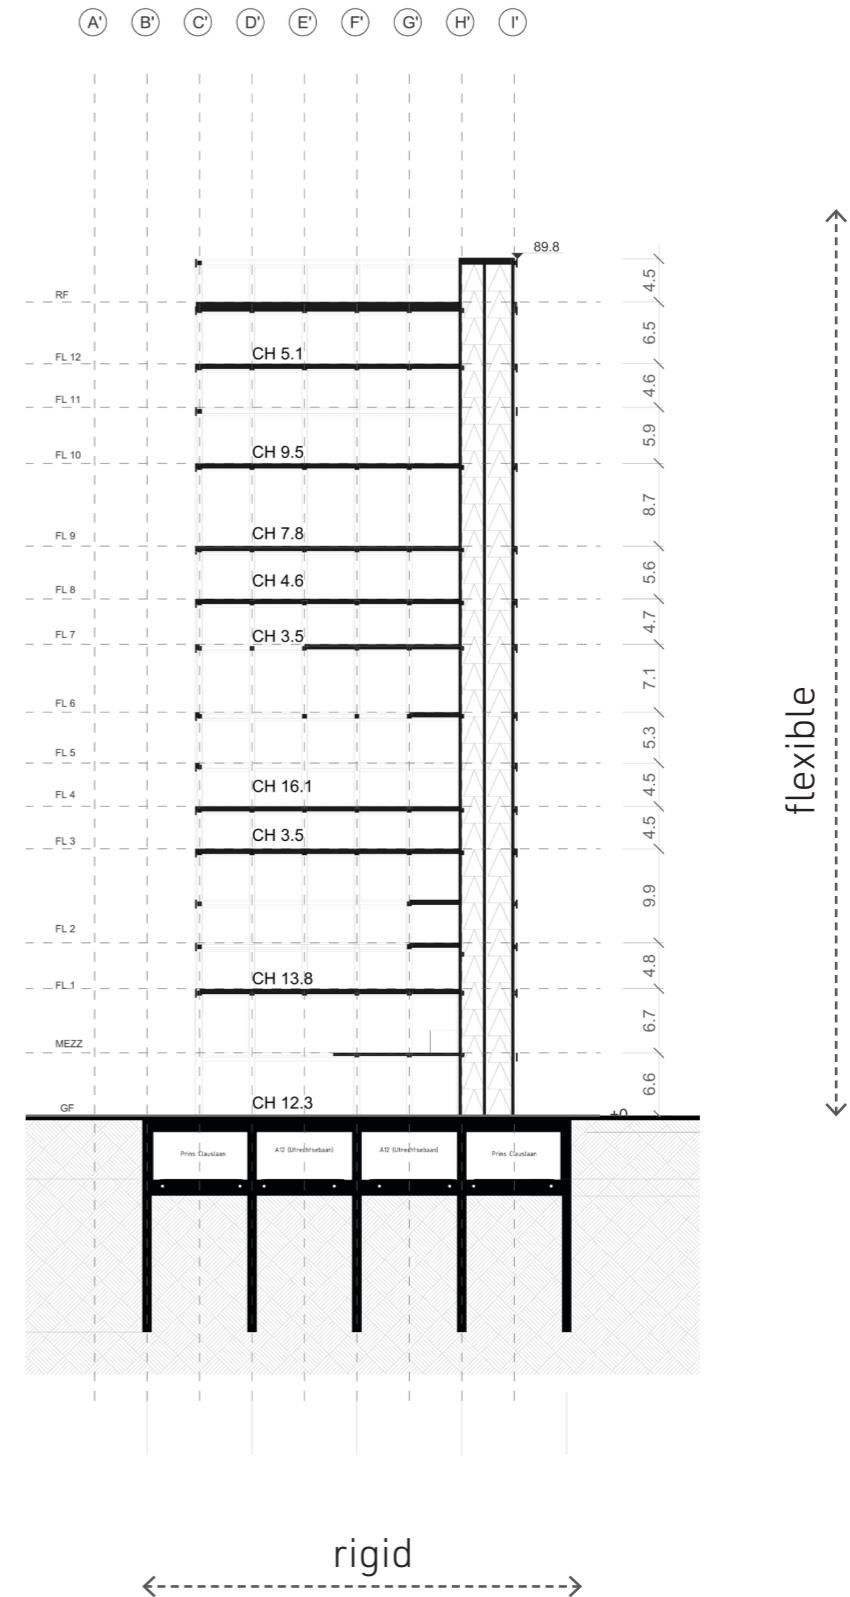 A' B' C' D' E' F' G' H' I'
89.8
4.5
RF
6.5
CH 5.1
FL 12
4.6
FL 11
5.9
CH 9.5
FL 10
8.7
CH 7.8
FL 9
5.6
CH 4.6
FL 8
4.7
CH 3.5
FL 7
7.1
FL 6
5.3
FL 5
CH 16.1
4.5
FL 4
CH 3.5
4.5
FL 3
9.9
FL 2
4.8
CH 13.8
FL 1
6.7
MEZZ
6.6
CH 12.3
GF
±0
Prins Clauslaan A12 (Utrechtsebaan) A12 (Utrechtsebaan) Prins Clauslaan
flexible
rigid